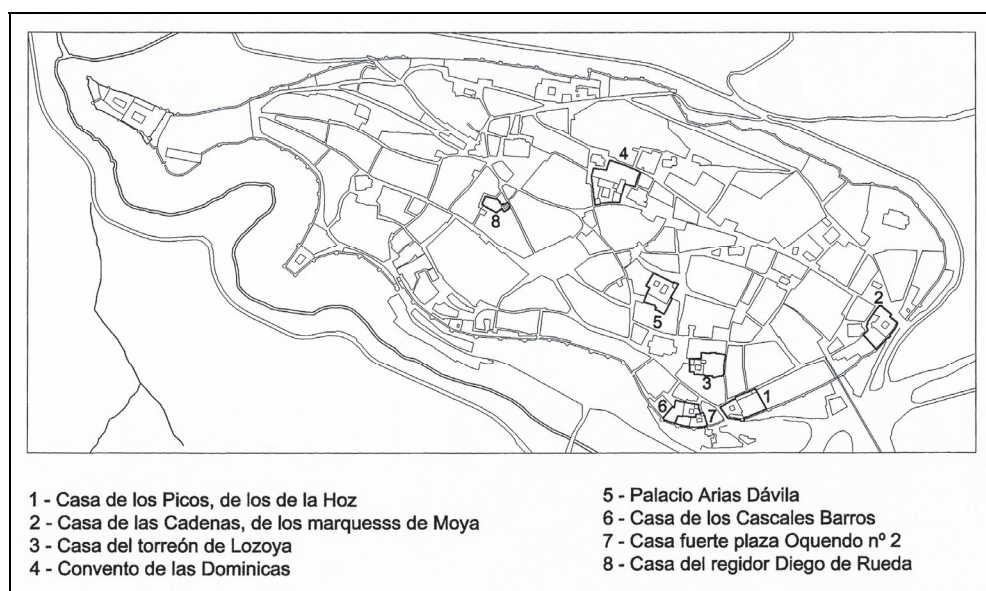 4
8
2
5
3
1
6
7
1 - Casa de los Picos, de los de la Hoz
2 - Casa de las Cadenas, de los marquesss de Moya
3 - Casa del torreón de Lozoya
4 - Convento de las Dominicas
5 - Palacio Arias Dávila
6 - Casa de los Cascales Barros
7 - Casa fuerte plaza Oquendo nº 2
8 - Casa del regidor Diego de Rueda